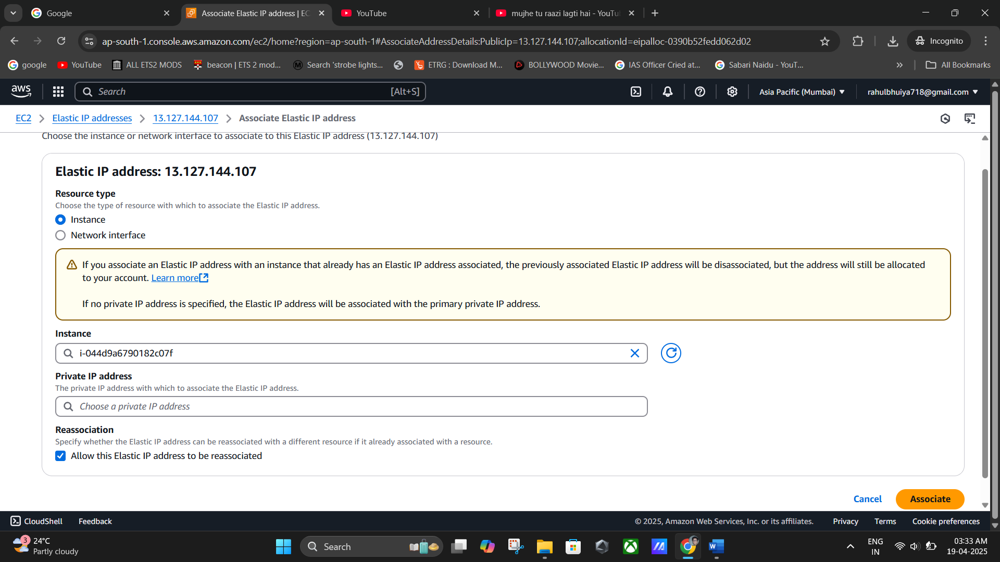 Google
Associate Elastic IP address | EC
YouTube
mujhe tu raazi lagti hai - YouTu
ap-south-1.console.aws.amazon.com/ec2/home?region=ap-south-1#AssociateAddressDetails:PublicIp=13.127.144.107;allocationId=eipalloc-0390b52fedd062d02
Incognito
google
YouTube
ALL ETS2 MODS
beacon | ETS 2 mod...
Search 'strobe lights...
ETRG : Download M...
BOLLYWOOD Movie...
IAS Officer Cried at...
Sabari Naidu - YouT...
All Bookmarks
aws
Search
[Alt+S]
Asia Pacific (Mumbai)
rahulbhuiya718@gmail.com
EC2
Elastic IP addresses
13.127.144.107
Associate Elastic IP address
Choose the instance or network interface to associate to this Elastic IP address (13.127.144.107)
Elastic IP address: 13.127.144.107
Resource type
Choose the type of resource with which to associate the Elastic IP address.
Instance
Network interface
If you associate an Elastic IP address with an instance that already has an Elastic IP address associated, the previously associated Elastic IP address will be disassociated, but the address will still be allocated
to your account. Learn more
If no private IP address is specified, the Elastic IP address will be associated with the primary private IP address.
Instance
i-044d9a6790182c07f
Private IP address
The private IP address with which to associate the Elastic IP address.
Choose a private IP address
Reassociation
Specify whether the Elastic IP address can be reassociated with a different resource if it already associated with a resource.
Allow this Elastic IP address to be reassociated
Cancel
Associate
CloudShell
Feedback
© 2025, Amazon Web Services, Inc. or its affiliates.
Privacy
Terms
Cookie preferences
3
24°C
Partly cloudy
Search
ENG
IN
03:33 AM
19-04-2025